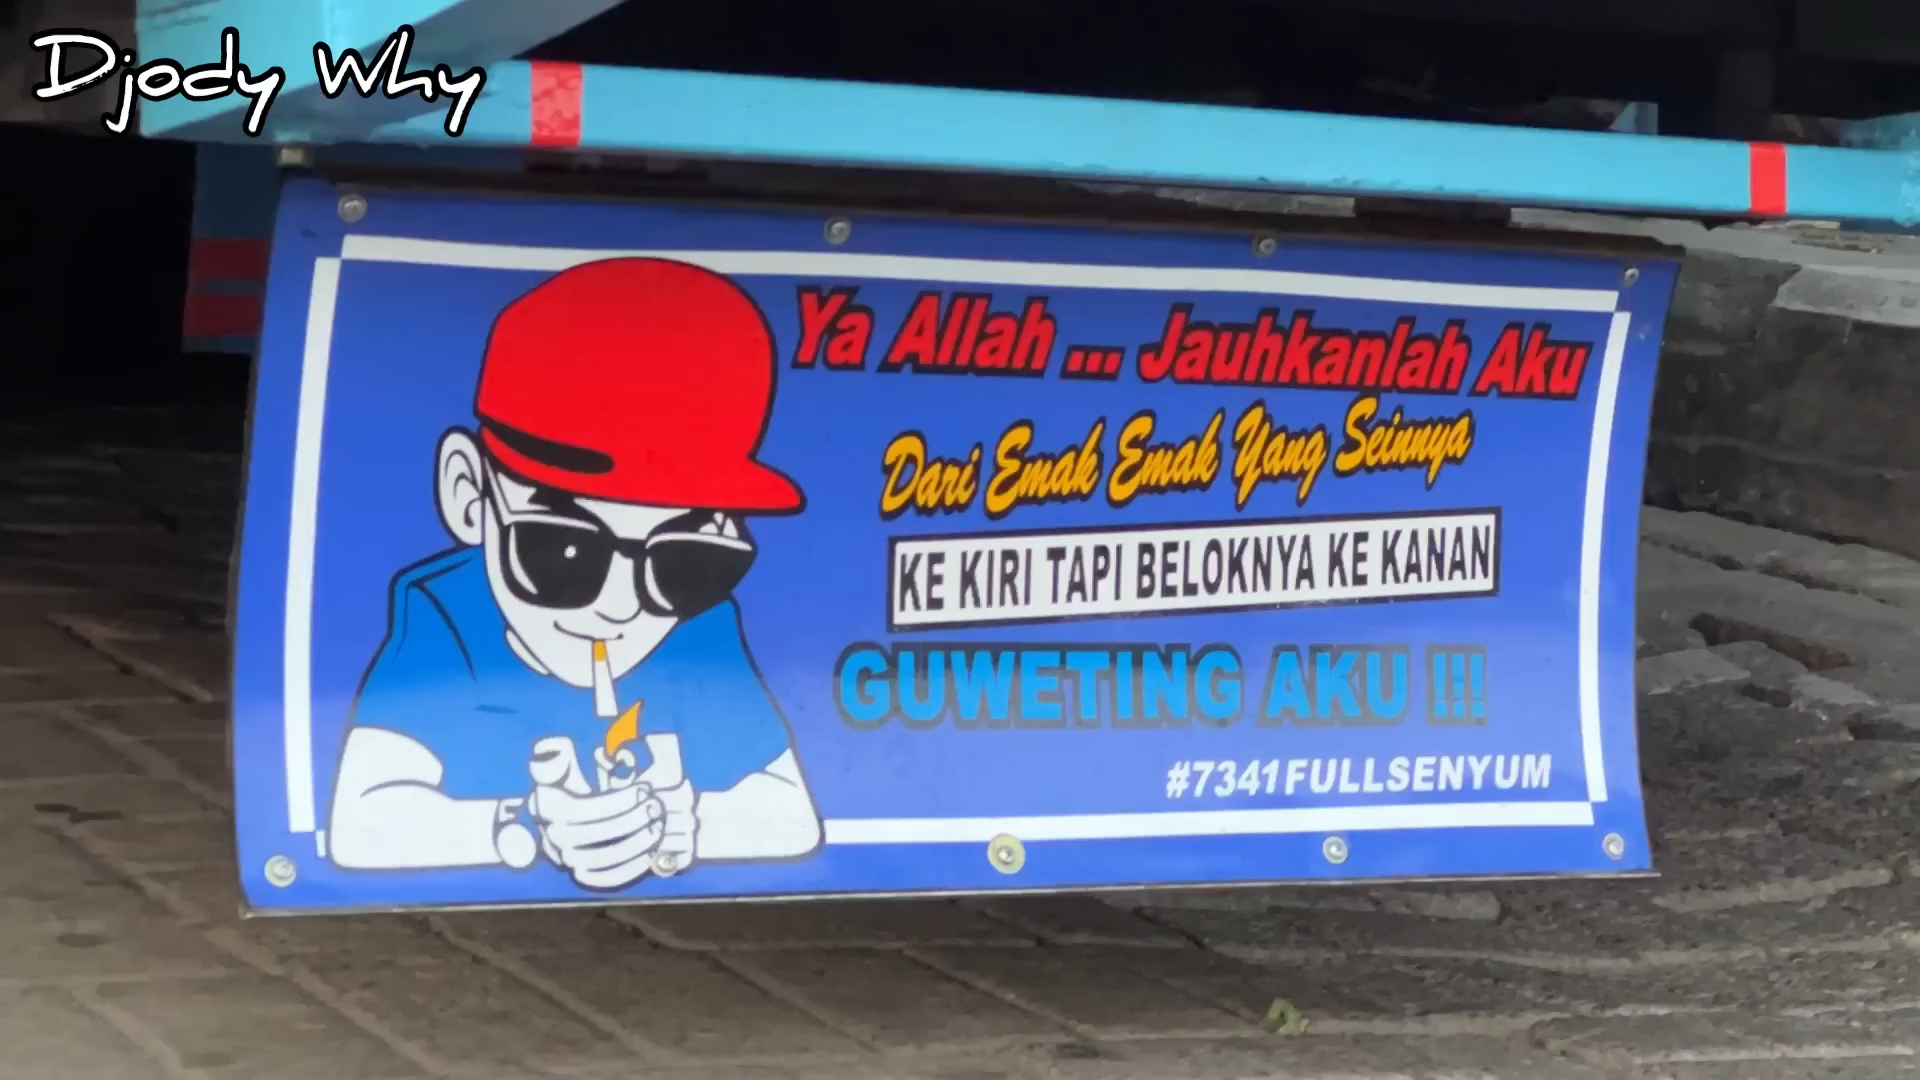 Djody Why
Ya Allah ... Jauhkanlah Aku
Dari Emak Emak Yang Seinnya
KE KIRI TAPI BELOKNYA KE KANAN
GUWETING AKU !!!
#7341FULLSENYUM